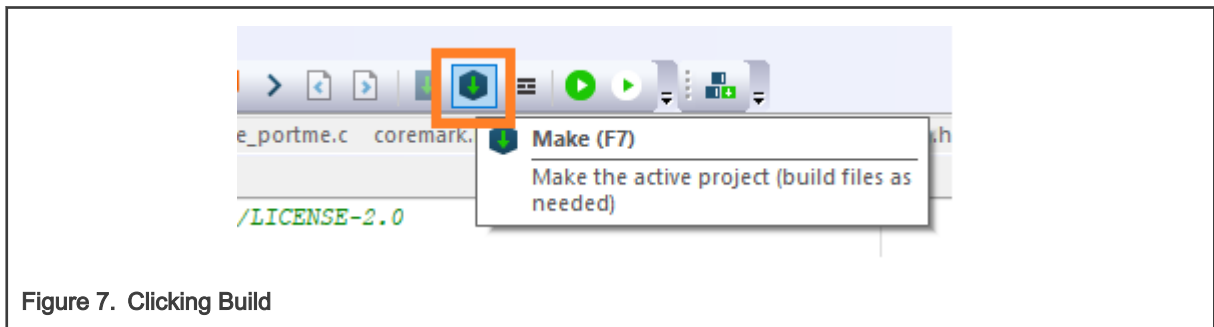 e_portme.c coremark. .h
Make (F7)
Make the active project (build files as
needed)
/LICENSE-2.0
Figure 7. Clicking Build